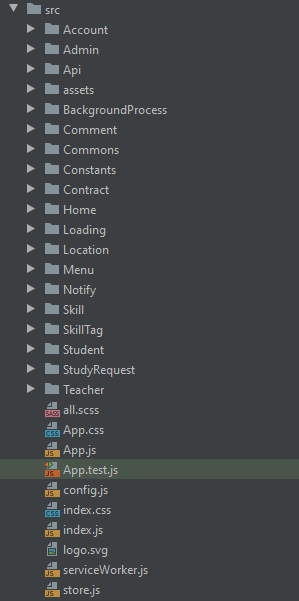 src
Account
Admin
Api
assets
BackgroundProcess
Comment
Commons
Constants
Contract
Home
Loading
Location
Menu
Notify
Skill
SkillTag
Student
StudyRequest
Teacher
all.scss
App.css
App.js
App.test.js
config.js
index.css
index.js
logo.svg
serviceWorker.js
store.js